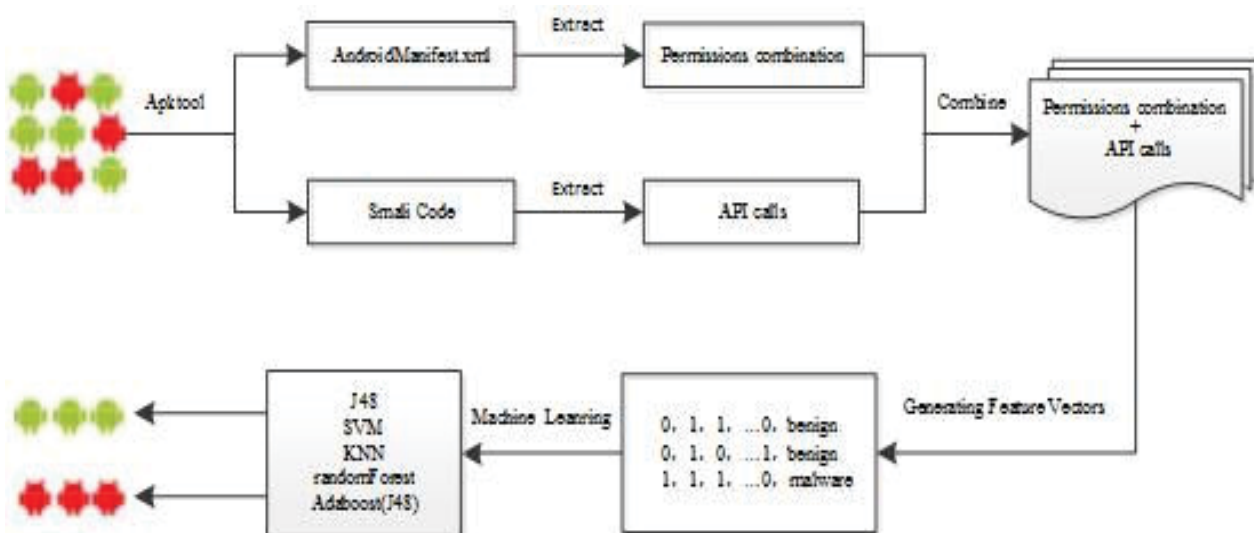 Extract
AndroidManifest.xml
Permissions combination
Apktool
Combine
Permissions combination
+
API calls
Extract
Smali Code
API calls
Generating Feature Vectors
0, 1, 1, ...0, benign
0, 1, 0, ...1, benign
1, 1, 1, ...0, malware
Machine Leanring
J48
SVM
KNN
randomForest
Adaboost(J48)